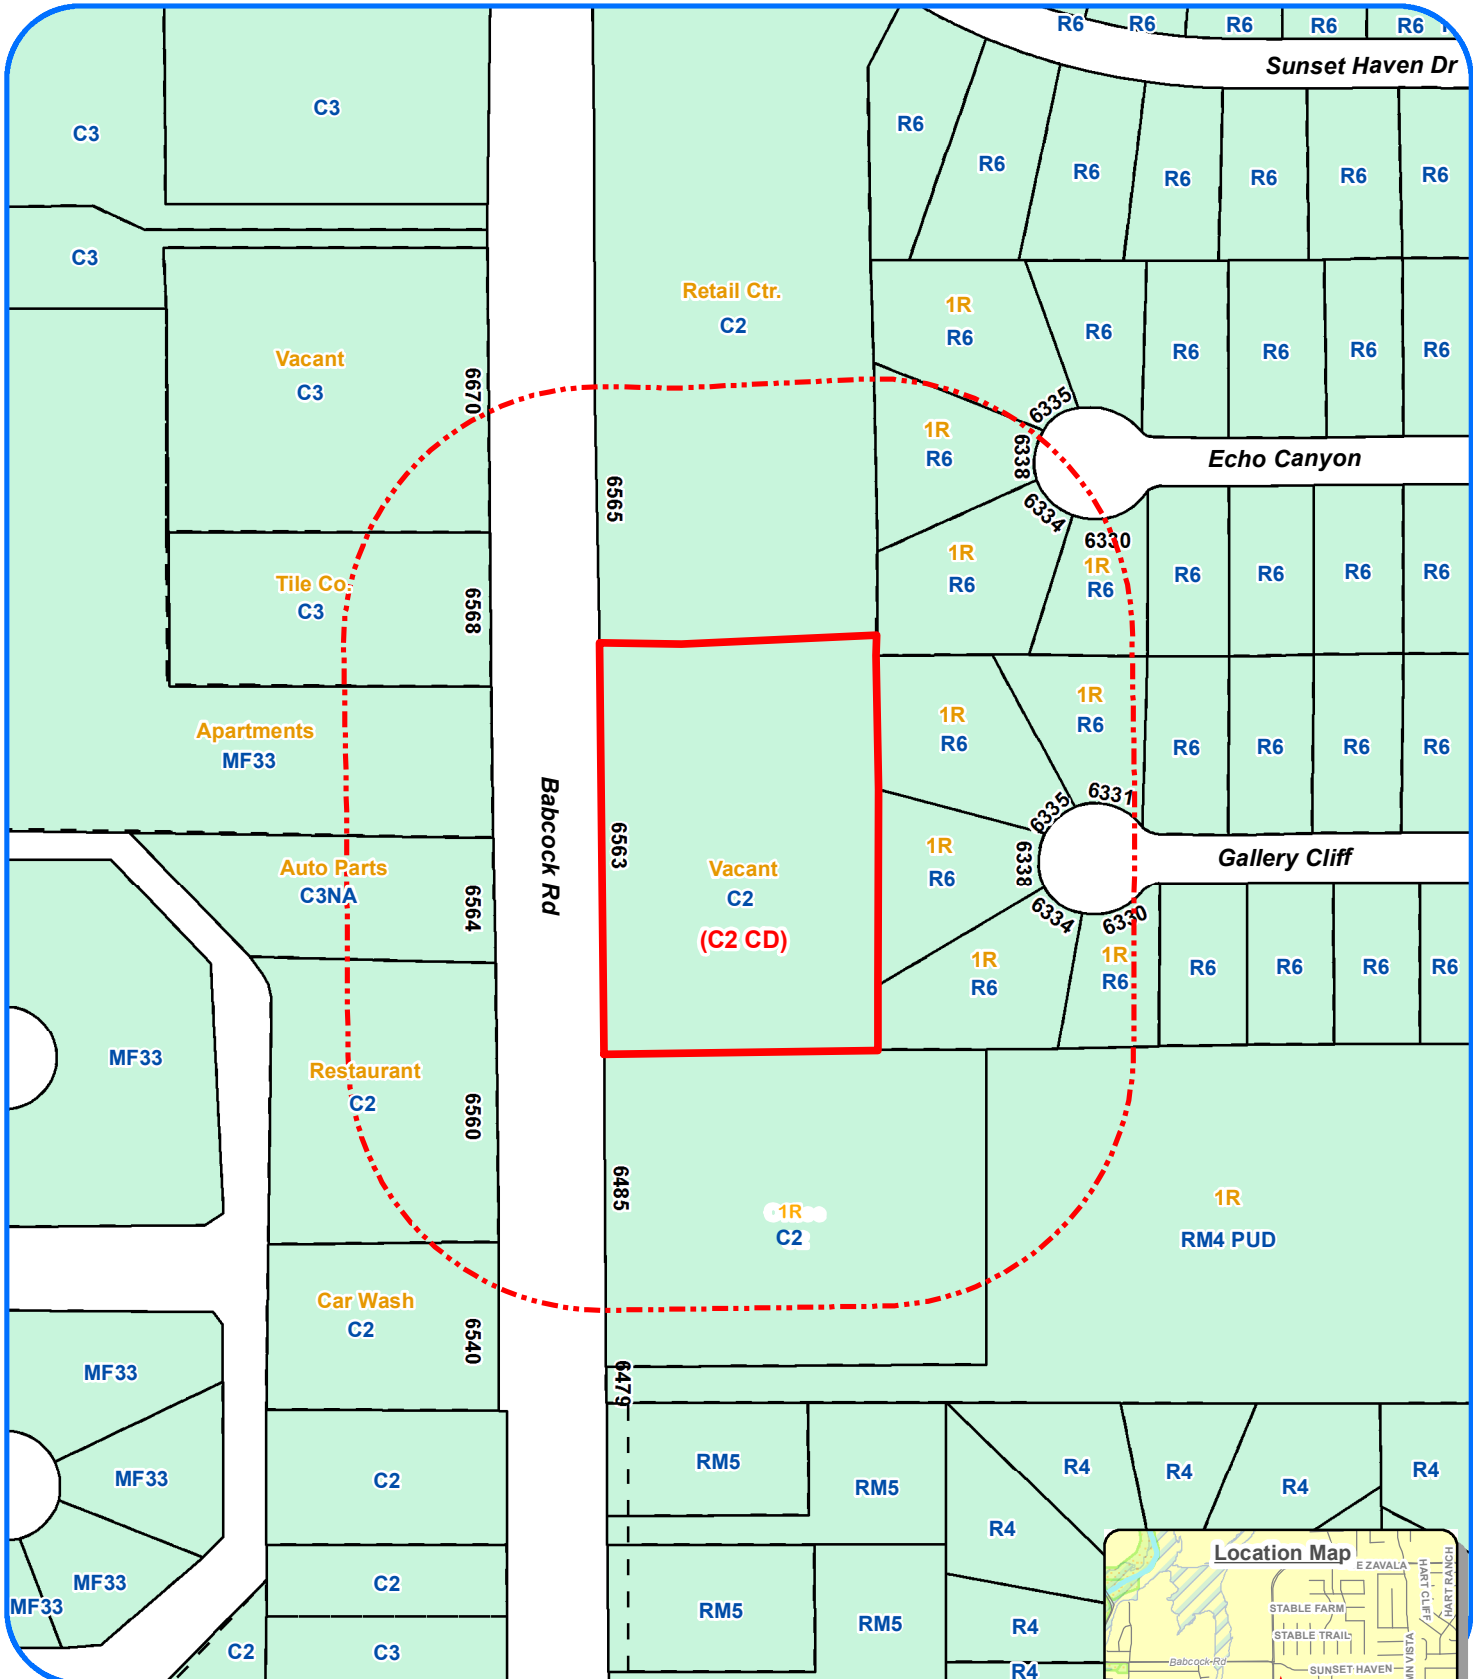 R6
R6
R6
R6
R6
Sunset Haven Dr
C3
C3
R6
R6
R6
R6
R6
R6
R6
C3
Retail Ctr.
C2
1R
R6
R6
R6
R6
R6
R6
Vacant
C3
6670
6335
1R
R6
6338
Echo Canyon
6565
6334
6330
1R
R6
1R
R6
R6
R6
R6
R6
Tile Co.
C3
6568
Apartments
MF33
1R
R6
1R
R6
R6
R6
R6
R6
Babcock Rd
6335
6331
6563
Auto Parts
C3NA
6564
Vacant
C2
(C2 CD)
1R
R6
6338
Gallery Cliff
6334
6330
1R
R6
1R
R6
R6
R6
R6
R6
MF33
Restaurant
C2
6560
6485
1R
C2
1R
RM4 PUD
Car Wash
C2
6540
6479
MF33
MF33
MF33
MF33
C2
C2
C2
C3
RM5
RM5
RM5
RM5
R4
R4
R4
R4
R4
R4
R4
Location Map
E ZAVALA
HART CLIFF
HART RANCH
STABLE FARM
STABLE TRAIL
MN VISTA
Babcock Rd
SUNSET HAVEN